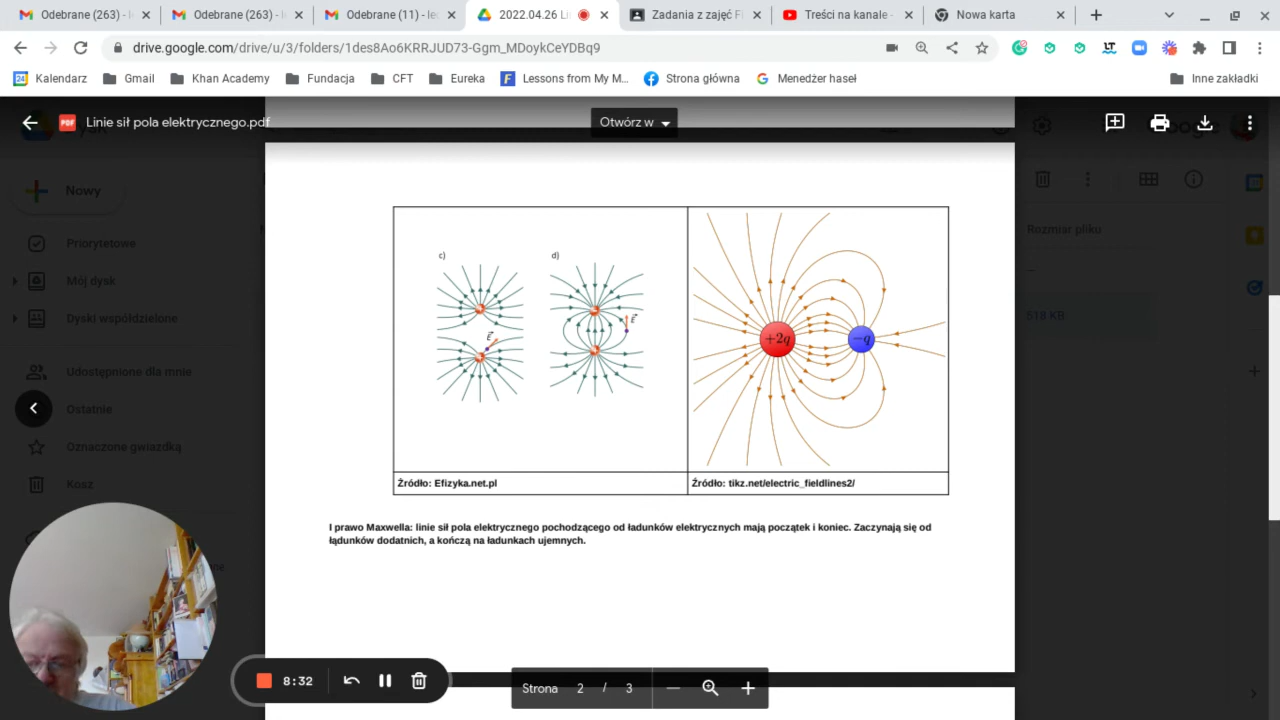 Odebrane (263) -
Odebrane (263) -
Odebrane (11) -
2022.04.26
Zadania z zajęć
Treści na kanale -
Nowa karta
drive.google.com/drive/u/3/folders/1des8Ao6KRRJUD73-Ggm_MDoykCeYDBq9
Kalendarz
Gmail
Khan Academy
Fundacja
CFT
Eureka
Lessons from My M...
Strona główna
Menedżer haseł
Inne zakładki
PDF
Linie sił pola elektrycznego.pdf
Otwórz w
Nowy
Priorytetowe
Mój dysk
Dyski współdzielone
Udostępnione dla mnie
Ostatnie
Oznaczone gwiazdką
Kosz
Rozmiar pliku
518 KB
c)
d)
E
E
+2q
−q
Źródło: Efizyka.net.pl
Źródło: tikz.net/electric_fieldlines2/
I prawo Maxwella: linie sił pola elektrycznego pochodzącego od ładunków elektrycznych mają początek i koniec. Zaczynają się od
łądunków dodatnich, a kończą na ładunkach ujemnych.
8:32
Strona 2 / 3